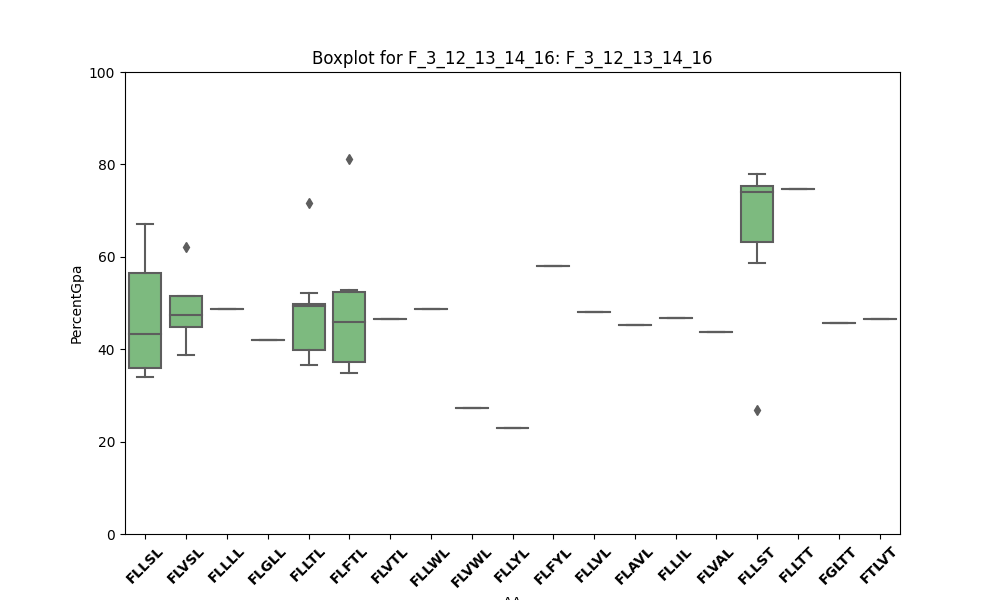 Boxplot for F_3_12_13_14_16: F_3_12_13_14_16
PercentGpa
100
80
60
40
20
0
FLLSL
FLVSL
FLLLL
FLGLL
FLLTL
FLFTL
FLVTL
FLLWL
FLVWL
FLLYL
FLFYL
FLLVL
FLAVL
FLLIL
FLVAL
FLLST
FLLTT
FGLTT
FTLVT